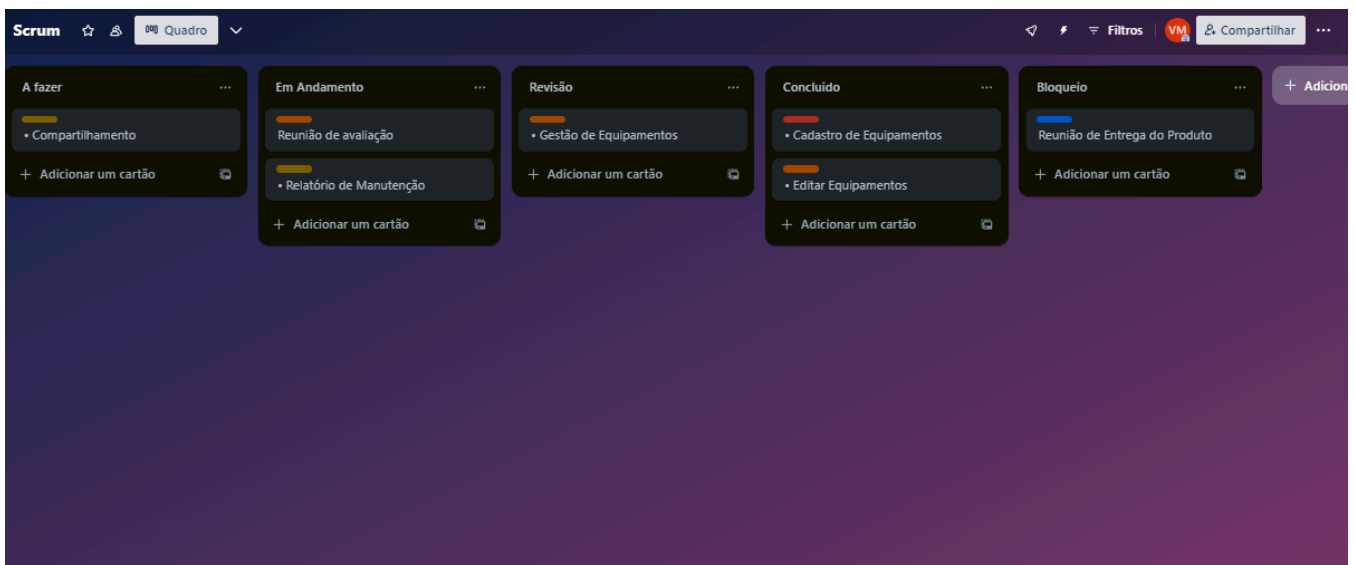 Scrum
Quadro
Filtros
VM
Compartilhar
A fazer
• Compartilhamento
+ Adicionar um cartão
Em Andamento
Reunião de avaliação
• Relatório de Manutenção
+ Adicionar um cartão
Revisão
• Gestão de Equipamentos
+ Adicionar um cartão
Concluído
• Cadastro de Equipamentos
• Editar Equipamentos
+ Adicionar um cartão
Bloqueio
Reunião de Entrega do Produto
+ Adicionar um cartão
+ Adicion